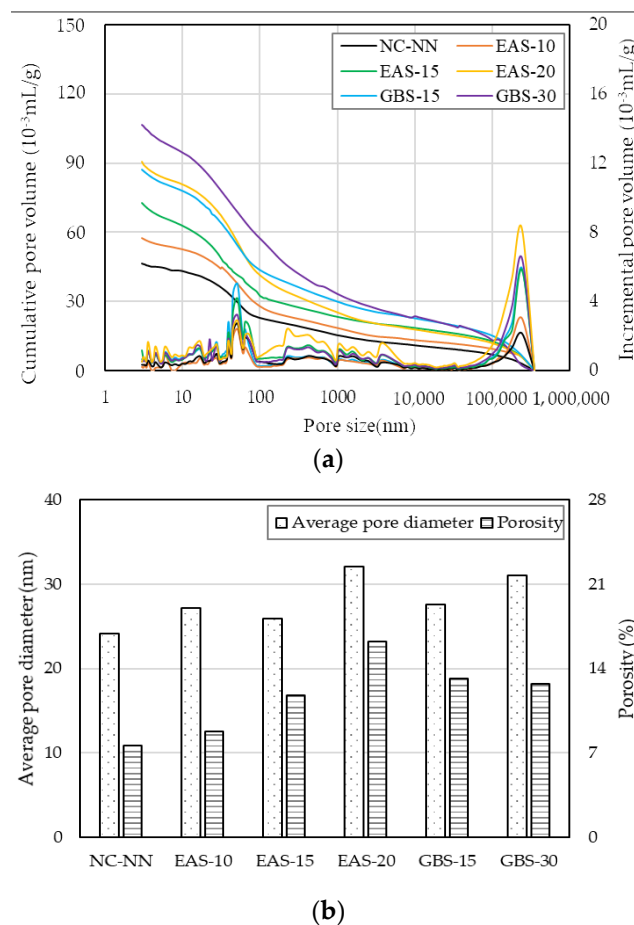 150
120
90
60
30
0
Cumulative pore volume (10⁻³mL/g)
NC-NN
EAS-10
EAS-15
EAS-20
GBS-15
GBS-30
20
16
12
8
4
0
Incremental pore volume (10⁻³mL/g)
1 10 100 1000 10,000 100,000 1,000,000
Pore size(nm)
(a)
40
30
20
10
0
Average pore diameter (nm)
Average pore diameter Porosity
28
21
14
7
0
Porosity (%)
NC-NN EAS-10 EAS-15 EAS-20 GBS-15 GBS-30
(b)